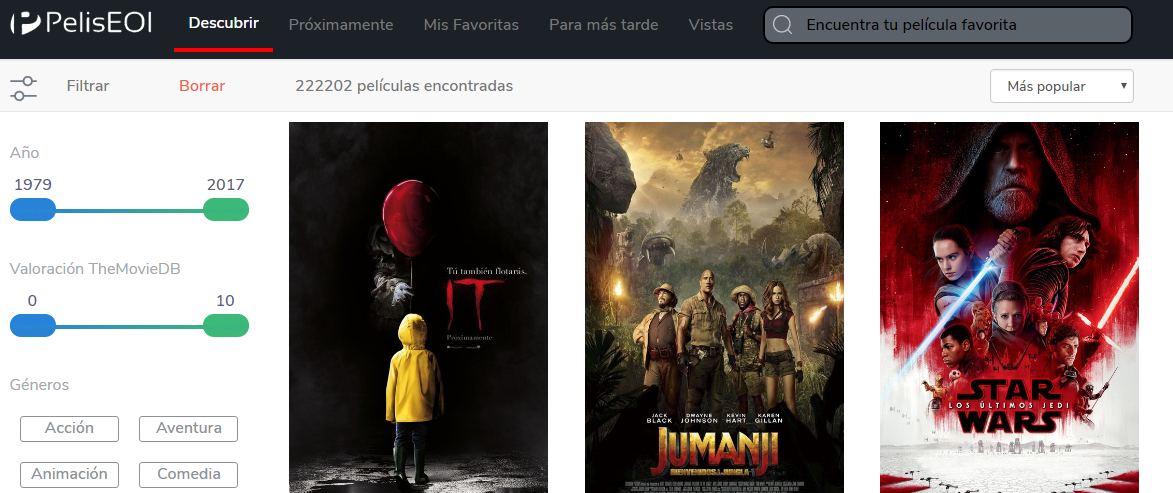 PelisEOI
Descubrir
Próximamente
Mis Favoritas
Para más tarde
Vistas
Encuentra tu película favorita
Filtrar
Borrar
222202 películas encontradas
Más popular
Año
1979 2017
Valoración TheMovieDB
0 10
Géneros
Acción
Aventura
Animación
Comedia
Tú también flotarás.
IT
Próximamente
JACK BLACK
DWAYNE JOHNSON
KEVIN HART
KAREN GILLAN
JUMANJI
BIENVENIDOS A LA JUNGLA
STAR
LOS ÚLTIMOS JEDI
WARS